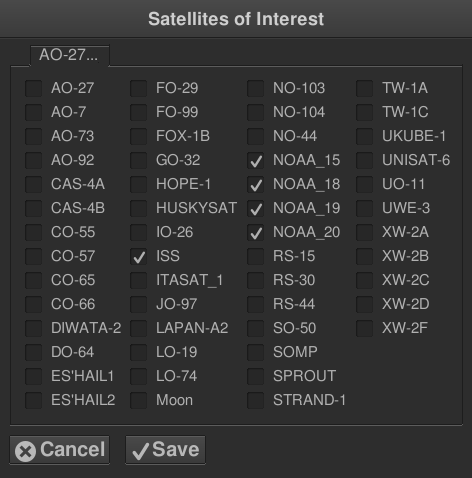 Satellites of Interest
AO-27...
AO-27 FO-29 NO-103 TW-1A
AO-7 FO-99 NO-104 TW-1C
AO-73 FOX-1B NO-44 UKUBE-1
AO-92 GO-32 NOAA_15 UNISAT-6
CAS-4A HOPE-1 NOAA_18 UO-11
CAS-4B HUSKYSAT NOAA_19 UWE-3
CO-55 IO-26 NOAA_20 XW-2A
CO-57 ISS RS-15 XW-2B
CO-65 ITASAT_1 RS-30 XW-2C
CO-66 JO-97 RS-44 XW-2D
DIWATA-2 LAPAN-A2 SO-50 XW-2F
DO-64 LO-19 SOMP
ES'HAIL1 LO-74 SPROUT
ES'HAIL2 Moon STRAND-1
Cancel Save